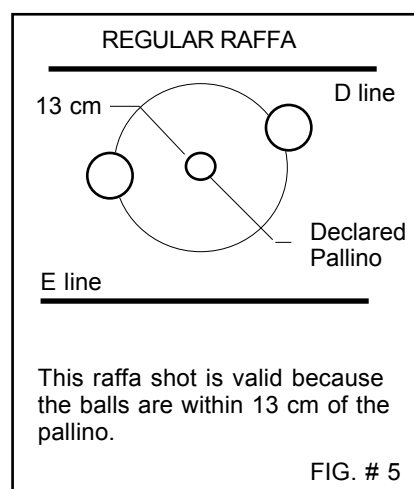 REGULAR RAFFA
13 cm
D line
Declared
Pallino
E line
This raffa shot is valid because
the balls are within 13 cm of the
pallino.
FIG. # 5